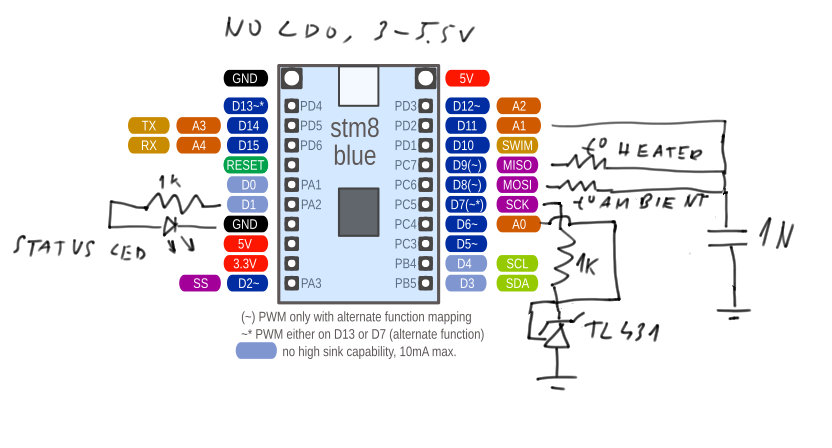 NO LDO, 3-5.5V
GND 5V
D13~* PD4 PD3 D12~ A2
TX A3 D14 PD5 PD2 D11 A1
RX A4 D15 PD6 PD1 D10 SWIM
stm8
blue
RESET PC7 D9(~) MISO
D0 PA1 PC6 D8(~) MOSI
D1 PA2 PC5 D7(~*) SCK
GND PC4 D6~ A0
5V PC3 D5~
3.3V PB4 D4 SCL
SS D2~ PA3 PB5 D3 SDA
1K
STATUS LED
to HEATER
to AMBIENT
1N
1K
TL431
(~) PWM only with alternate function mapping
~* PWM either on D13 or D7 (alternate function)
no high sink capability, 10mA max.